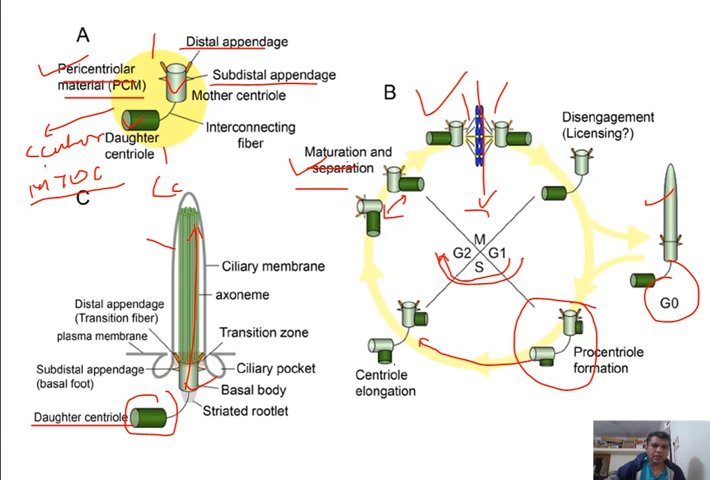 A
Distal appendage
Pericentriolar
material (PCM)
Subdistal appendage
Mother centriole
Daughter
centriole
Interconnecting
fiber
MTOC
B
Disengagement
(Licensing?)
Maturation and
separation
M
G2
G1
S
G0
Procentriole
formation
Centriole
elongation
C
Ciliary membrane
axoneme
Distal appendage
(Transition fiber)
plasma membrane
Transition zone
Subdistal appendage
(basal foot)
Ciliary pocket
Basal body
Striated rootlet
Daughter centriole